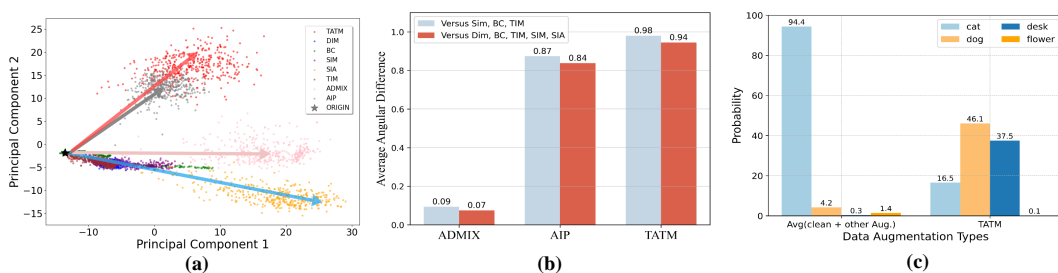 25
20
15
10
5
0
−5
−10
−15
Principal Component 2
−10
0
10
20
30
Principal Component 1
TATM
DIM
BC
SIM
SIA
TIM
ADMIX
AIP
ORIGIN
(a)
1.0
0.8
0.6
0.4
0.2
0.0
Average Angular Difference
Versus Sim, BC, TIM
Versus Dim, BC, TIM, SIM, SIA
0.09
0.07
0.87
0.84
0.98
0.94
ADMIX
AIP
TATM
(b)
100
80
60
40
20
0
Probability
cat
dog
desk
flower
94.4
4.2
0.3
1.4
16.5
46.1
37.5
0.1
Avg(clean + other Aug.)
TATM
Data Augmentation Types
(c)